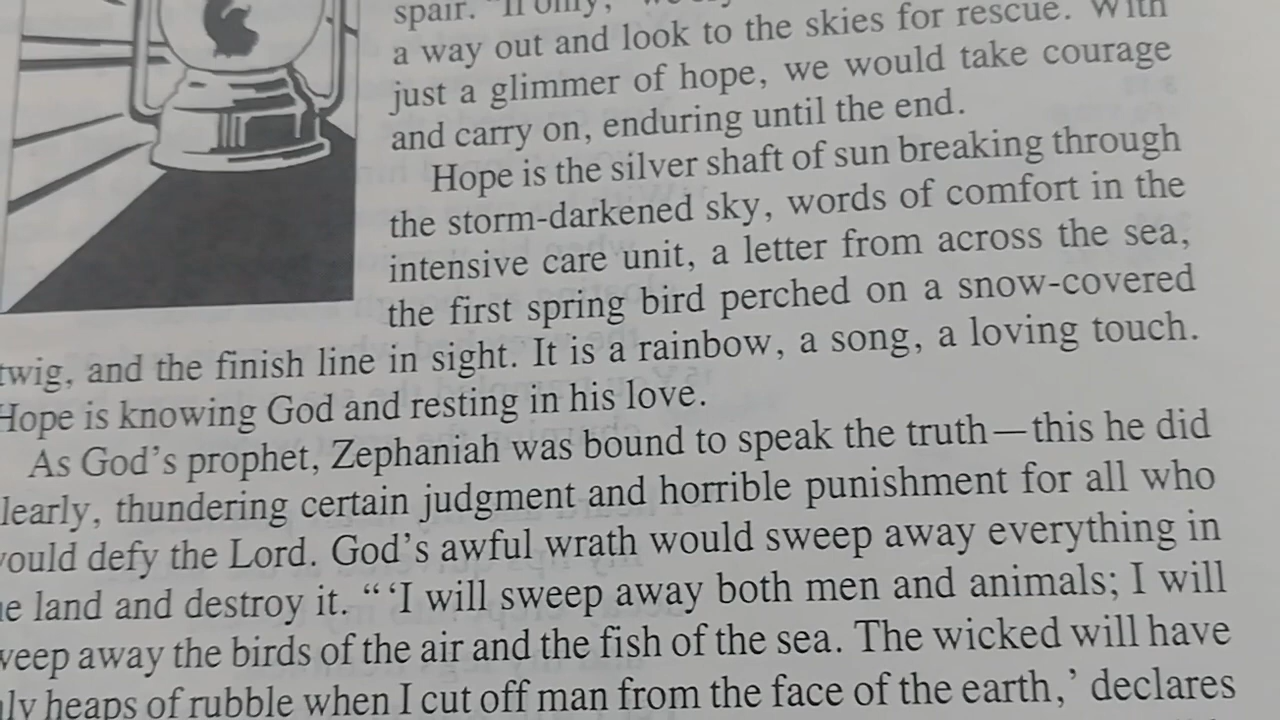 spair. "If only,"
a way out and look to the skies for rescue. With
just a glimmer of hope, we would take courage
and carry on, enduring until the end.
Hope is the silver shaft of sun breaking through
the storm-darkened sky, words of comfort in the
intensive care unit, a letter from across the sea,
the first spring bird perched on a snow-covered
twig, and the finish line in sight. It is a rainbow, a song, a loving touch.
Hope is knowing God and resting in his love.
As God's prophet, Zephaniah was bound to speak the truth—this he did
learly, thundering certain judgment and horrible punishment for all who
ould defy the Lord. God's awful wrath would sweep away everything in
e land and destroy it. "'I will sweep away both men and animals; I will
weep away the birds of the air and the fish of the sea. The wicked will have
ly heaps of rubble when I cut off man from the face of the earth,' declares